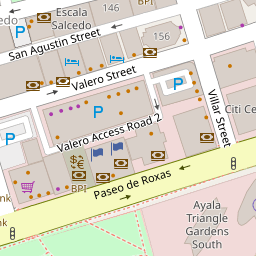 Escala
Salcedo
146
BPI
156
P
San Agustin Street
Valero Street
P
P
Villar Street
Citi Ce
Valero Access Road 2
P
$
€
BPI
Paseo de Roxas
Ayala
Triangle
Gardens
South